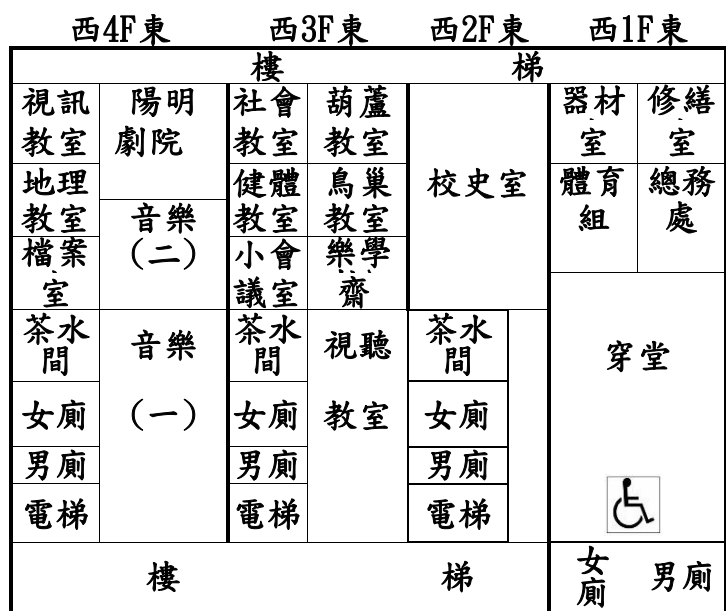 西4F東 西3F東 西2F東 西1F東
樓 梯
視訊 陽明 社會 葫蘆 器材 修繕
教室 劇院 教室 教室 室 室
地理 健體 鳥巢 校史室 體育 總務
教室 音樂 教室 教室 組 處
檔案 （二） 小會 樂學
室 議室 齋
茶水 音樂 茶水 視聽 茶水 穿堂
間 間 間
女廁 （一） 女廁 教室 女廁
男廁 男廁 男廁
電梯 電梯 電梯
樓 梯 女 男廁
廁